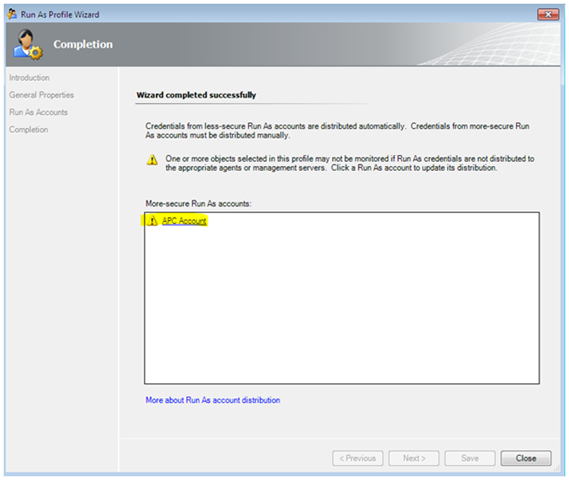 Run As Profile Wizard
Completion
Introduction
General Properties
Run As Accounts
Completion
Wizard completed successfully
Credentials from less-secure Run As accounts are distributed automatically. Credentials from more-secure Run
As accounts must be distributed manually.
One or more objects selected in this profile may not be monitored if Run As credentials are not distributed to
the appropriate agents or management servers. Click a Run As account to update its distribution.
More-secure Run As accounts:
APC Account
More about Run As account distribution
< Previous
Next >
Save
Close